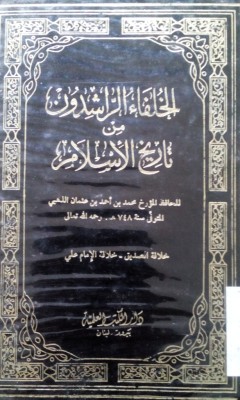 الخلفاء الراشدون
من
تاريخ الإسلام
للحافظ المؤرخ محمد بن أحمد بن عثمان الذهبي
المتوفى سنة ٧٤٨ هـ. رحمه الله تعالى
خلافة الصديق - خلافة الإمام علي
دار الكتب العلمية
بيروت - لبنان